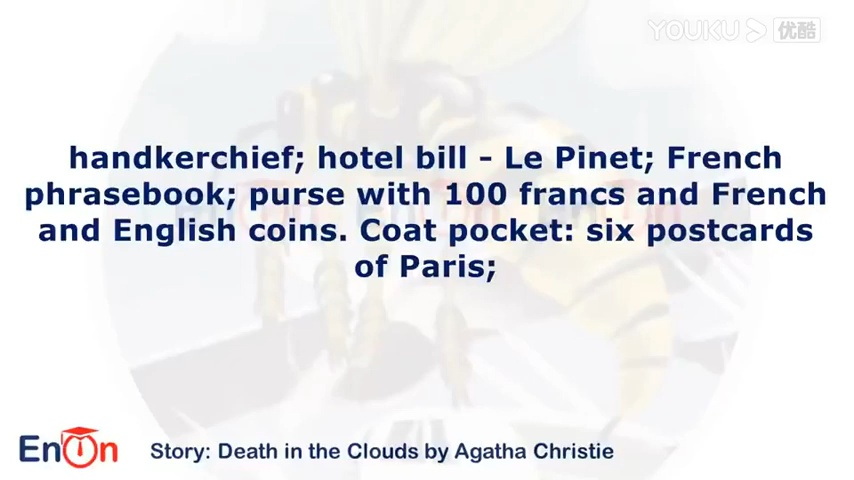 YOUKU 优酷
handkerchief; hotel bill - Le Pinet; French
phrasebook; purse with 100 francs and French
and English coins. Coat pocket: six postcards
of Paris;
EnOn
Story: Death in the Clouds by Agatha Christie